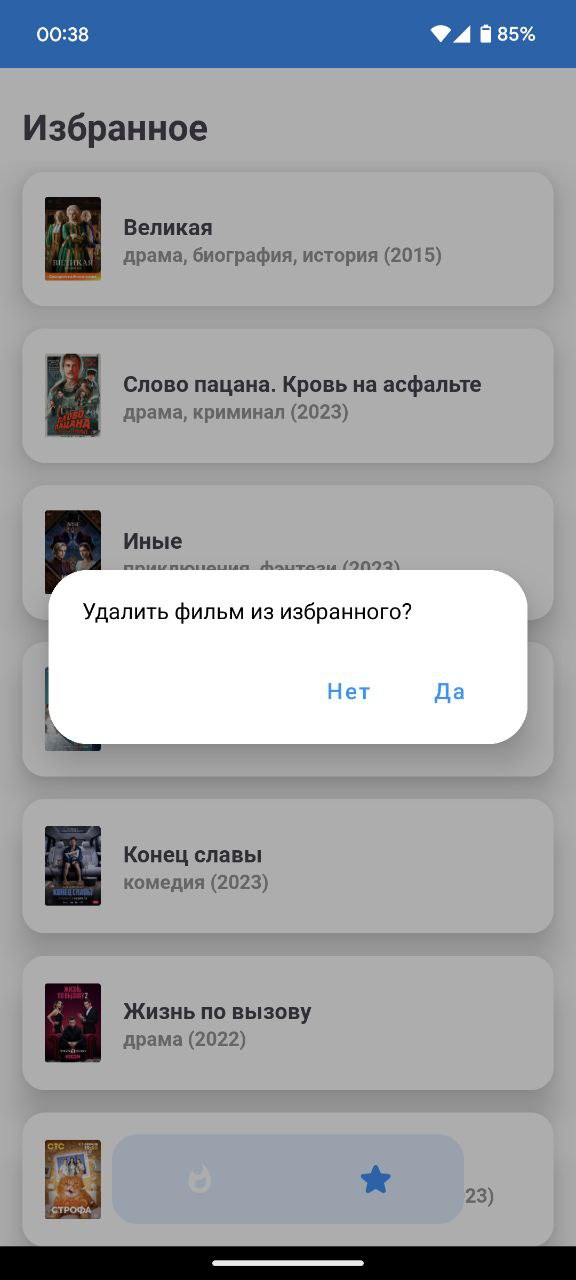 00:38
85%
Избранное
ВЕЛИКАЯ
Великая
драма, биография, история (2015)
СЛОВО
ПАЦАНА
Слово пацана. Кровь на асфальте
драма, криминал (2023)
Иные
приключения, фэнтези (2023)
Удалить фильм из избранного?
Нет
Да
КОНЕЦ СЛАВЫ
Конец славы
комедия (2023)
ЖИЗНЬ
ПО ВЫЗОВУ 2
Жизнь по вызову
драма (2022)
СТС
СТРОФА
23)